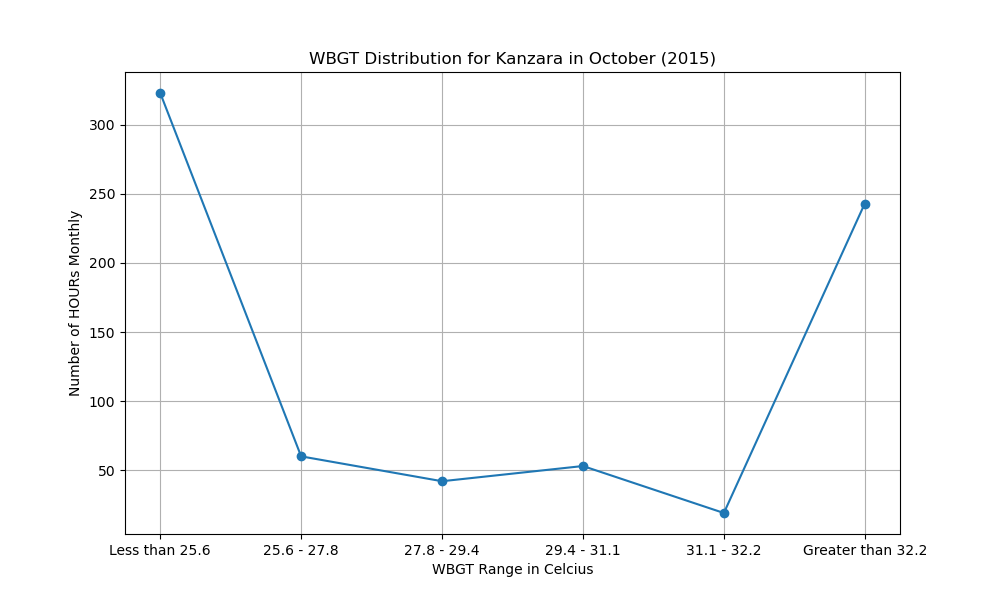 WBGT Distribution for Kanzara in October (2015)
Number of HOURs Monthly
300
250
200
150
100
50
Less than 25.6
25.6 - 27.8
27.8 - 29.4
29.4 - 31.1
31.1 - 32.2
Greater than 32.2
WBGT Range in Celcius